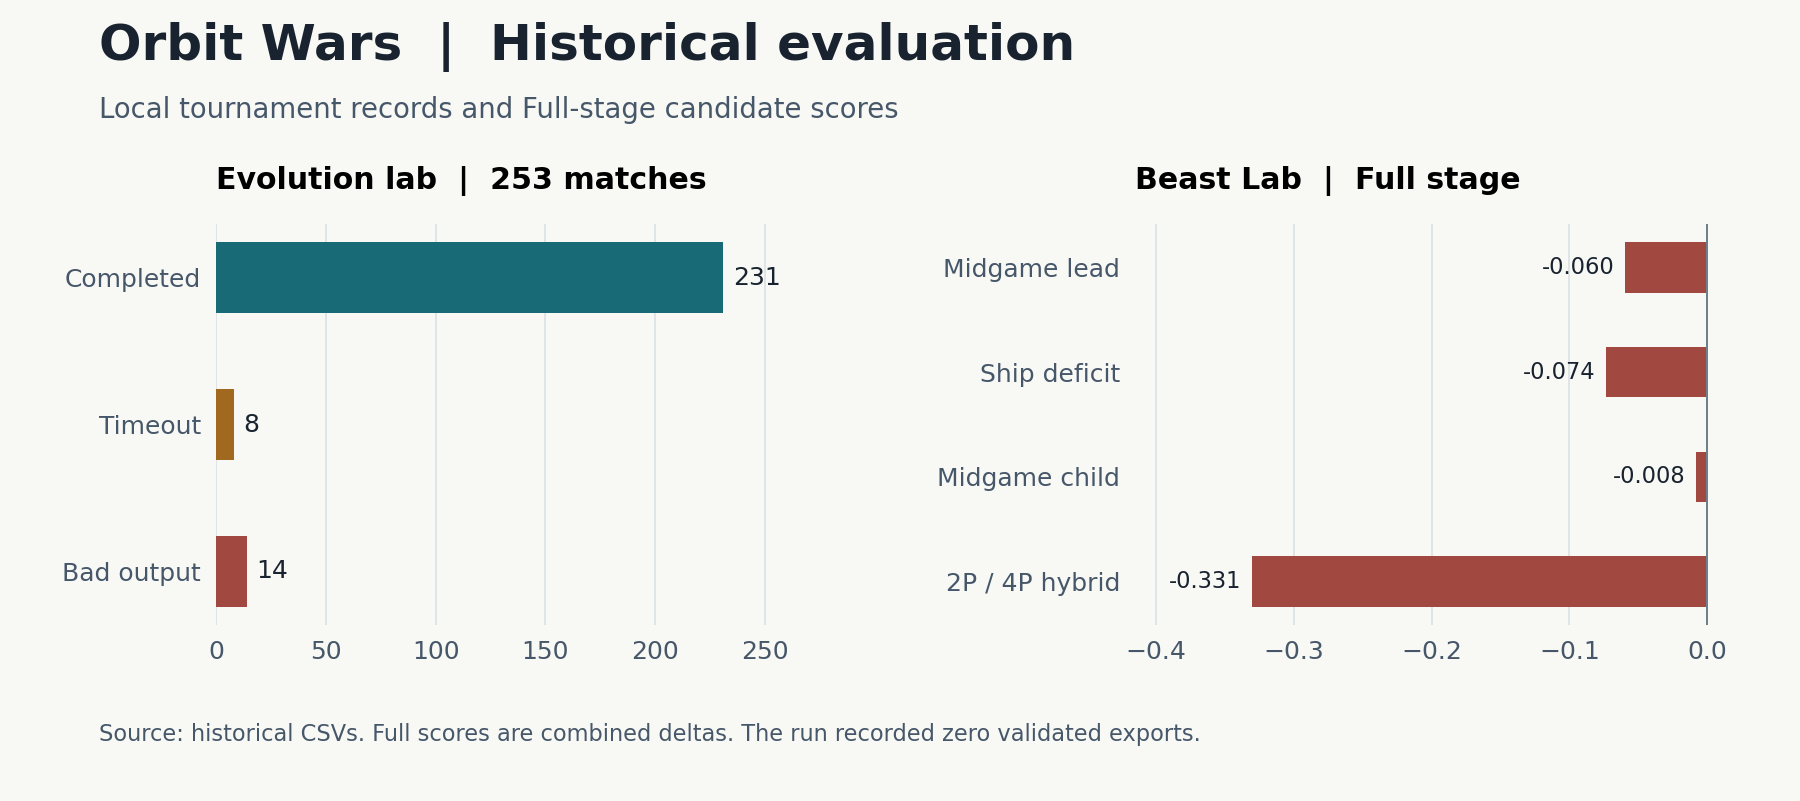 Orbit Wars | Historical evaluation
Local tournament records and Full-stage candidate scores
Evolution lab | 253 matches
Completed
231
Timeout
8
Bad output
14
0 50 100 150 200 250
Beast Lab | Full stage
Midgame lead
-0.060
Ship deficit
-0.074
Midgame child
-0.008
2P / 4P hybrid
-0.331
−0.4 −0.3 −0.2 −0.1 0.0
Source: historical CSVs. Full scores are combined deltas. The run recorded zero validated exports.